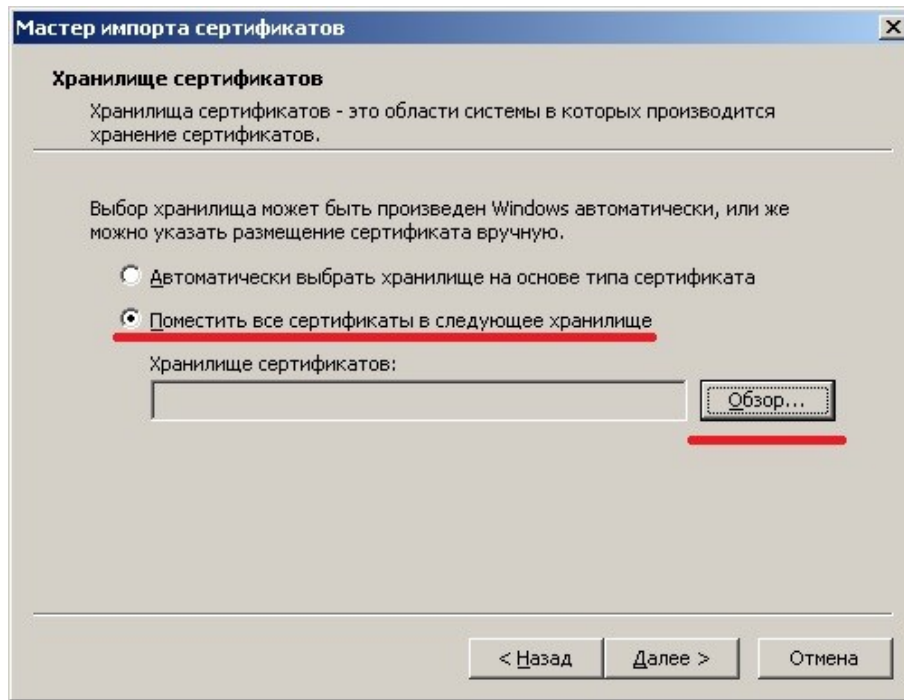 Мастер импорта сертификатов
Хранилище сертификатов
Хранилища сертификатов - это области системы в которых производится
хранение сертификатов.
Выбор хранилища может быть произведен Windows автоматически, или же
можно указать размещение сертификата вручную.
Автоматически выбрать хранилище на основе типа сертификата
Поместить все сертификаты в следующее хранилище
Хранилище сертификатов:
Обзор...
< Назад Далее > Отмена